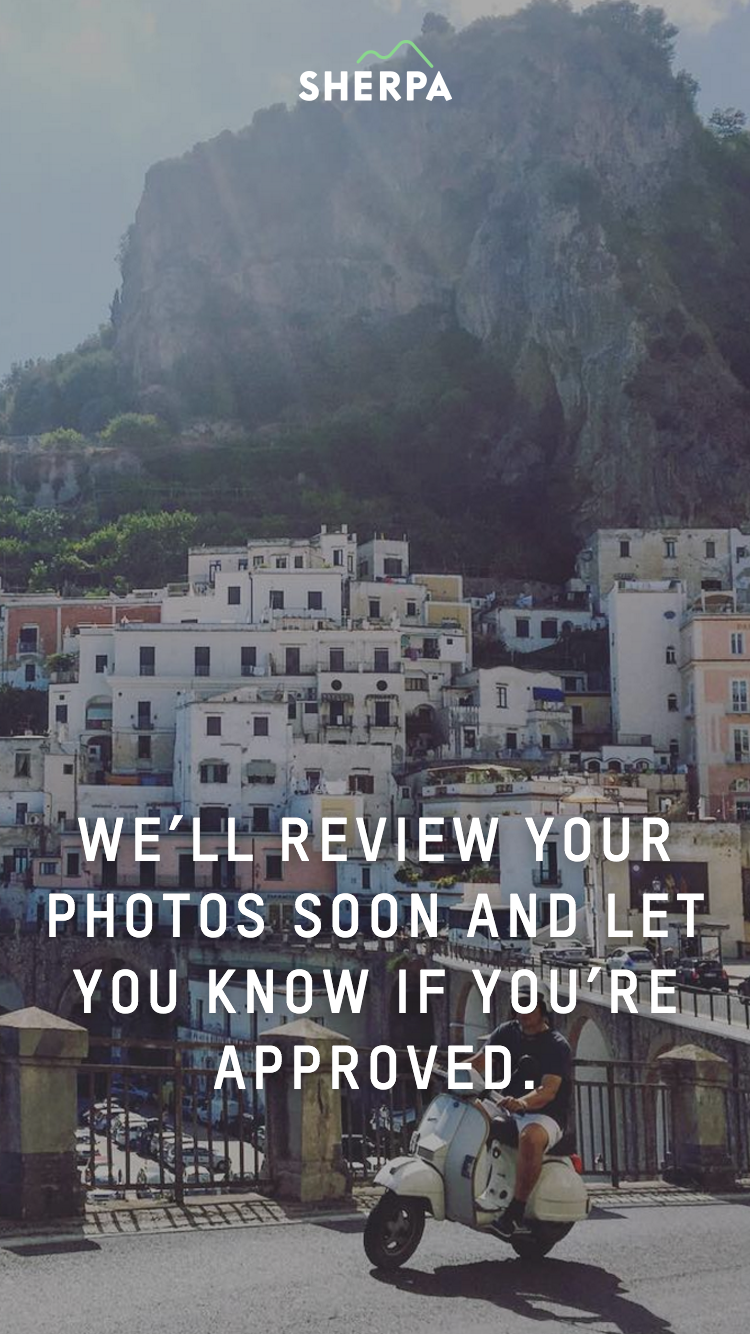 SHERPA
WE'LL REVIEW YOUR
PHOTOS SOON AND LET
YOU KNOW IF YOU'RE
APPROVED.